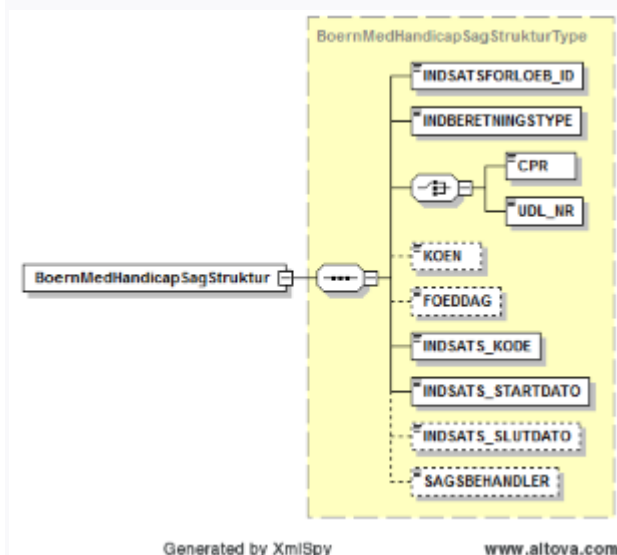 BoernMedHandicapSagStrukturType
INDSATSFORLOEB_ID
INDBERETNINGSTYPE
CPR
UDL_NR
BoernMedHandicapSagStruktur
KOEN
FOEDDAG
INDSATS_KODE
INDSATS_STARTDATO
INDSATS_SLUTDATO
SAGSBEHANDLER
Generated by XmlSpy
www.altova.com